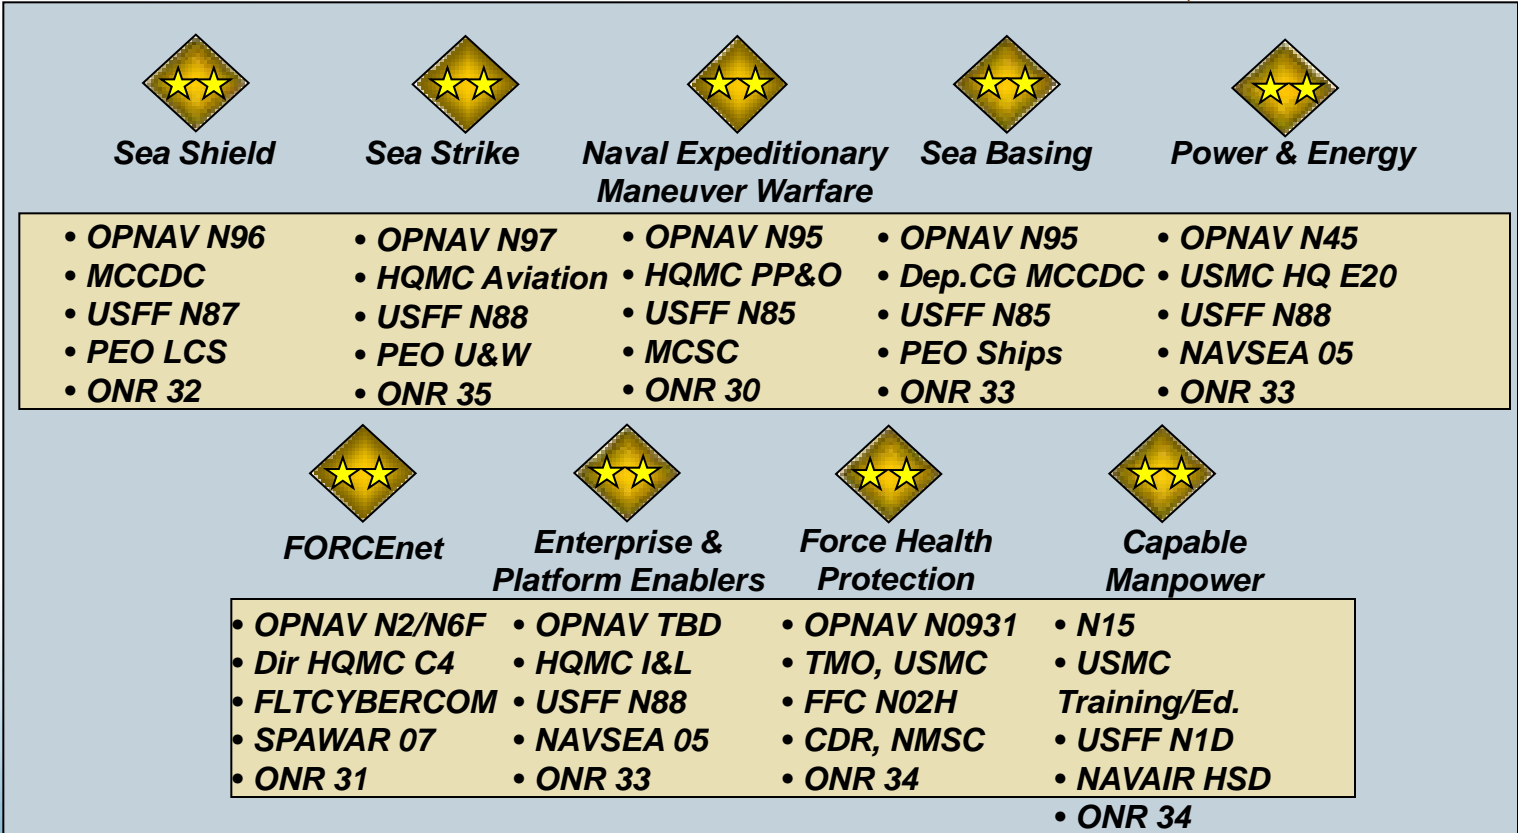 Sea Shield
Sea Strike
Naval Expeditionary
Maneuver Warfare
Sea Basing
Power & Energy
• OPNAV N96
• MCCDC
• USFF N87
• PEO LCS
• ONR 32
• OPNAV N97
• HQMC Aviation
• USFF N88
• PEO U&W
• ONR 35
• OPNAV N95
• HQMC PP&O
• USFF N85
• MCSC
• ONR 30
• OPNAV N95
• Dep.CG MCCDC
• USFF N85
• PEO Ships
• ONR 33
• OPNAV N45
• USMC HQ E20
• USFF N88
• NAVSEA 05
• ONR 33
FORCEnet
Enterprise &
Platform Enablers
Force Health
Protection
Capable
Manpower
• OPNAV N2/N6F
• Dir HQMC C4
• FLTCYBERCOM
• SPAWAR 07
• ONR 31
• OPNAV TBD
• HQMC I&L
• USFF N88
• NAVSEA 05
• ONR 33
• OPNAV N0931
• TMO, USMC
• FFC N02H
• CDR, NMSC
• ONR 34
• N15
• USMC
Training/Ed.
• USFF N1D
• NAVAIR HSD
• ONR 34